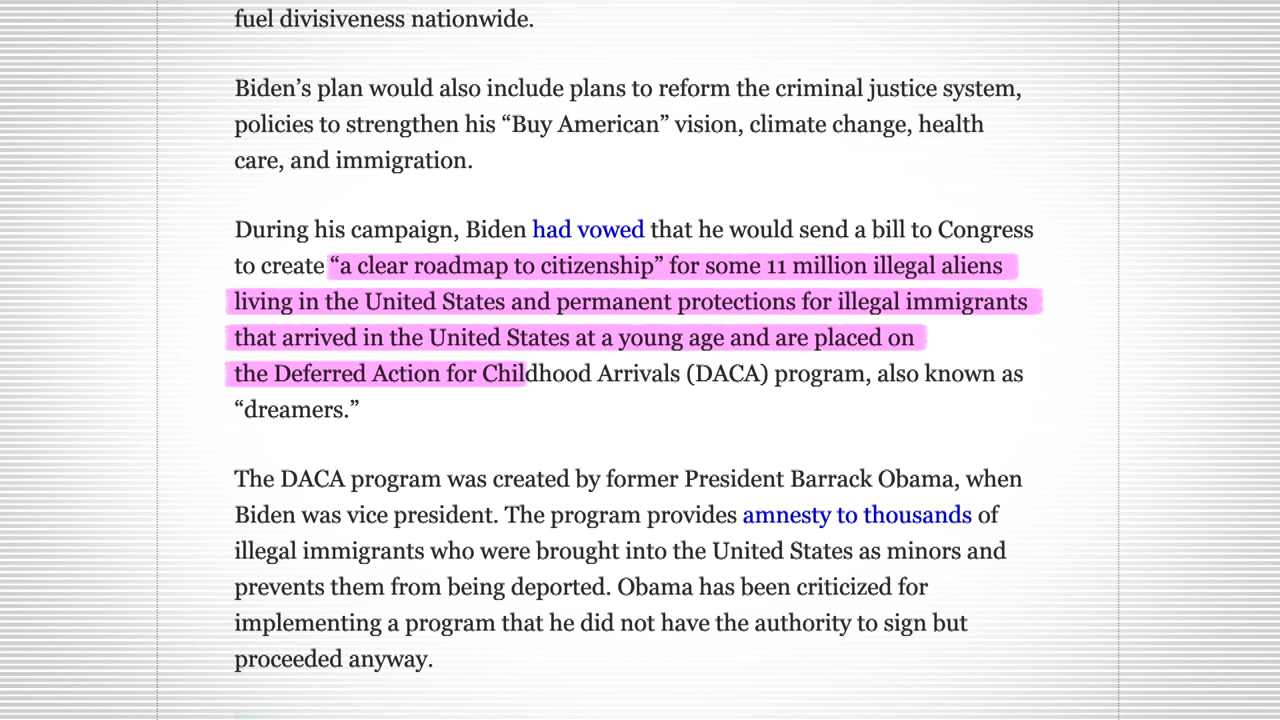 fuel divisiveness nationwide.
Biden’s plan would also include plans to reform the criminal justice system,
policies to strengthen his “Buy American” vision, climate change, health
care, and immigration.
During his campaign, Biden had vowed that he would send a bill to Congress
to create “a clear roadmap to citizenship” for some 11 million illegal aliens
living in the United States and permanent protections for illegal immigrants
that arrived in the United States at a young age and are placed on
the Deferred Action for Childhood Arrivals (DACA) program, also known as
“dreamers.”
The DACA program was created by former President Barrack Obama, when
Biden was vice president. The program provides amnesty to thousands of
illegal immigrants who were brought into the United States as minors and
prevents them from being deported. Obama has been criticized for
implementing a program that he did not have the authority to sign but
proceeded anyway.